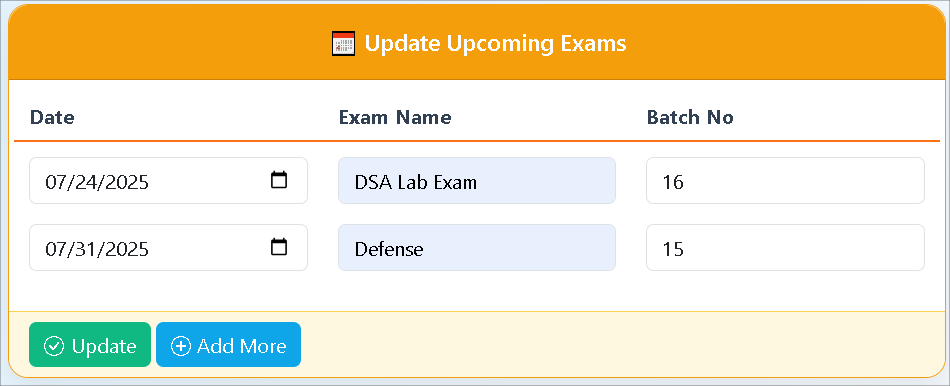 Update Upcoming Exams
Date Exam Name Batch No
07/24/2025 DSA Lab Exam 16
07/31/2025 Defense 15
Update Add More